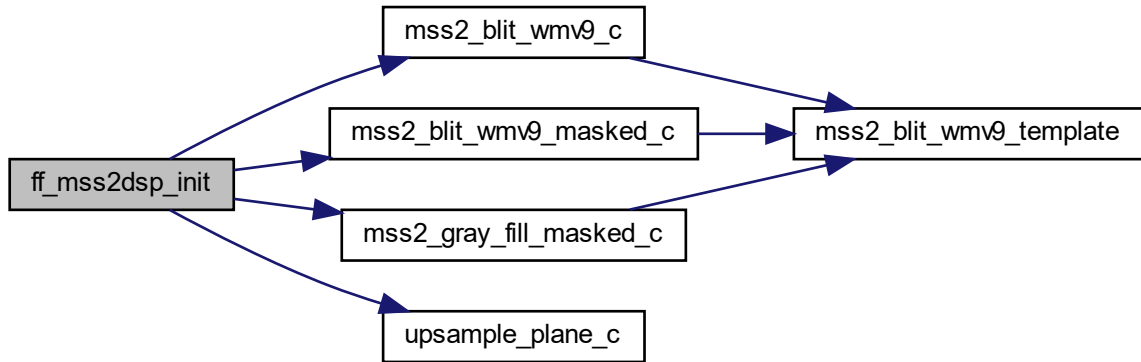 mss2_blit_wmv9_c
mss2_blit_wmv9_masked_c
mss2_blit_wmv9_template
ff_mss2dsp_init
mss2_gray_fill_masked_c
upsample_plane_c